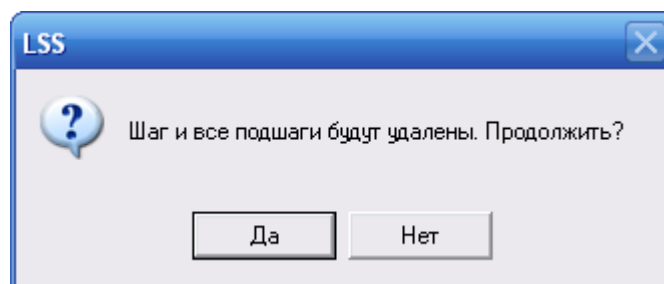 LSS
Шаг и все подшаги будут удалены. Продолжить?
Да
Нет